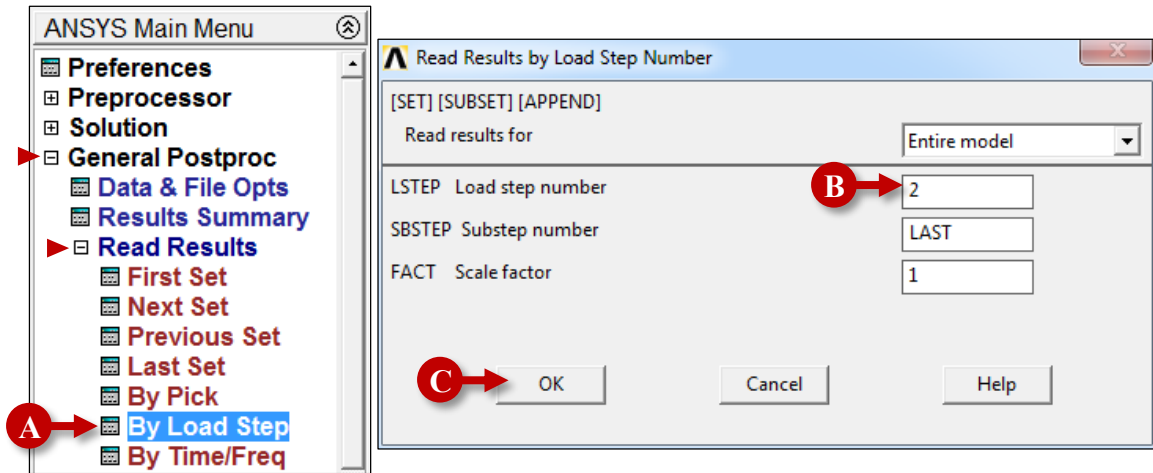 ANSYS Main Menu
Preferences
Preprocessor
Solution
General Postproc
Data & File Opts
Results Summary
Read Results
First Set
Next Set
Previous Set
Last Set
By Pick
A
By Load Step
By Time/Freq
Read Results by Load Step Number
[SET] [SUBSET] [APPEND]
Read results for Entire model
LSTEP Load step number B 2
SBSTEP Substep number LAST
FACT Scale factor 1
C OK Cancel Help